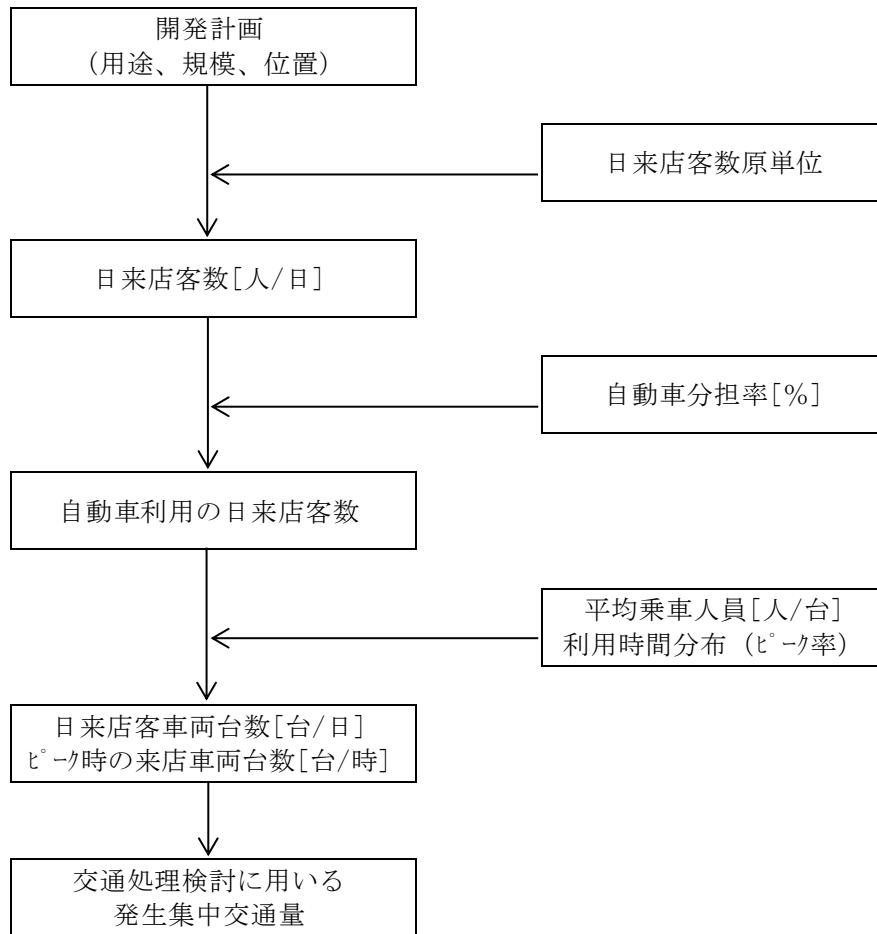 開発計画
（用途、規模、位置）
日来店客数原単位
日来店客数[人/日]
自動車分担率[％]
自動車利用の日来店客数
平均乗車人員[人/台]
利用時間分布（ﾋﾟｰｸ率）
日来店客車両台数[台/日]
ﾋﾟｰｸ時の来店車両台数[台/時]
交通処理検討に用いる
発生集中交通量